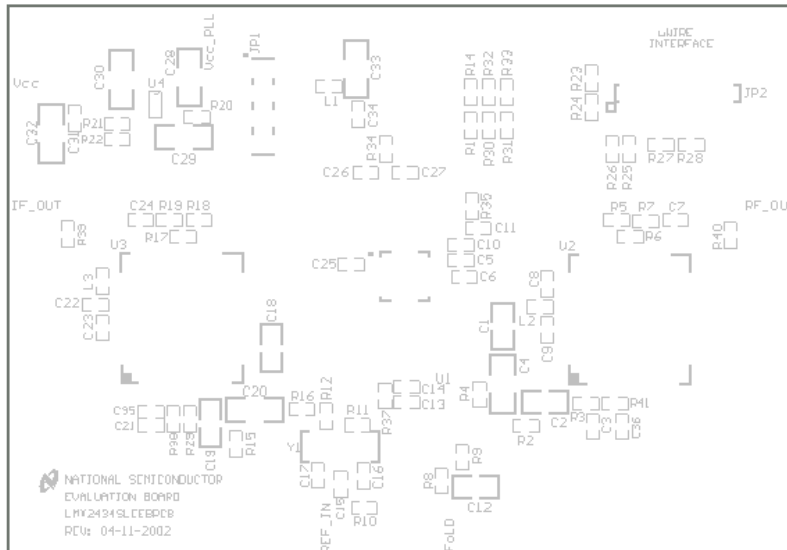 uWIRE
INTERFACE
JP1
Vcc_PLL
C28
C30
C33
R14
R32
R33
R23
Vcc
U4
L1
R24
JP2
R20
C34
C32
C31
R21
R22
R1
R30
R31
C29
R34
R26
R25
R27
R28
C26
C27
IF_OUT
C24
R19
R18
R35
R5
R7
C7
RF_OU
R39
R17
C11
R6
R40
U3
C10
U2
C25
C5
C6
L3
C8
C22
C23
C18
C1
L2
C9
C4
U1
C20
R16
R12
C14
C13
R37
R4
C2
R3
R41
C35
C21
R38
R29
C19
R15
R11
Y1
R2
C3
C36
R9
R8
C17
C15
C16
C12
R10
REF_IN
FoLD
NATIONAL SEMICONDUCTOR
EVALUATION BOARD
LMX2434SLEEBPCB
REV: 04-11-2002